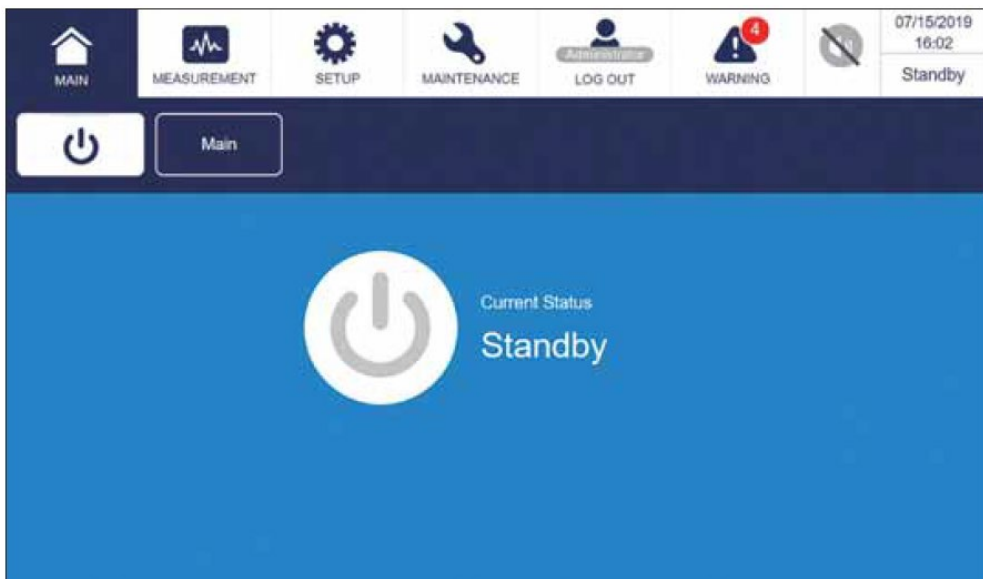 MAIN
MEASUREMENT
SETUP
MAINTENANCE
Administrator
LOG OUT
4
WARNING
07/15/2019
16:02
Standby
Main
Current Status
Standby